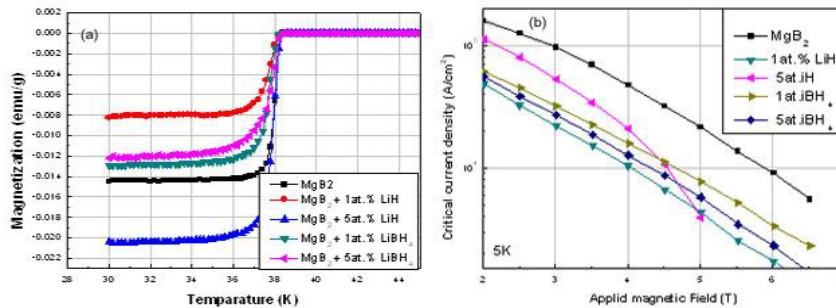 (a)
Magnetization (emu/g)
0.002
0.000
-0.002
-0.004
-0.006
-0.008
-0.010
-0.012
-0.014
-0.016
-0.018
-0.020
-0.022
30 32 34 36 38 40 42 44
Temparature (K)
MgB2
MgB2 + 1at.% LiH
MgB2 + 5at.% LiH
MgB2 + 1at.% LiBH4
MgB2 + 5at.% LiBH4
(b)
Critical current density (A/cm2)
5K
2 3 4 5 6
Applid magnetic Field (T)
MgB2
1at.% LiH
5at.iH
1at.iBH4
5at.iBH4